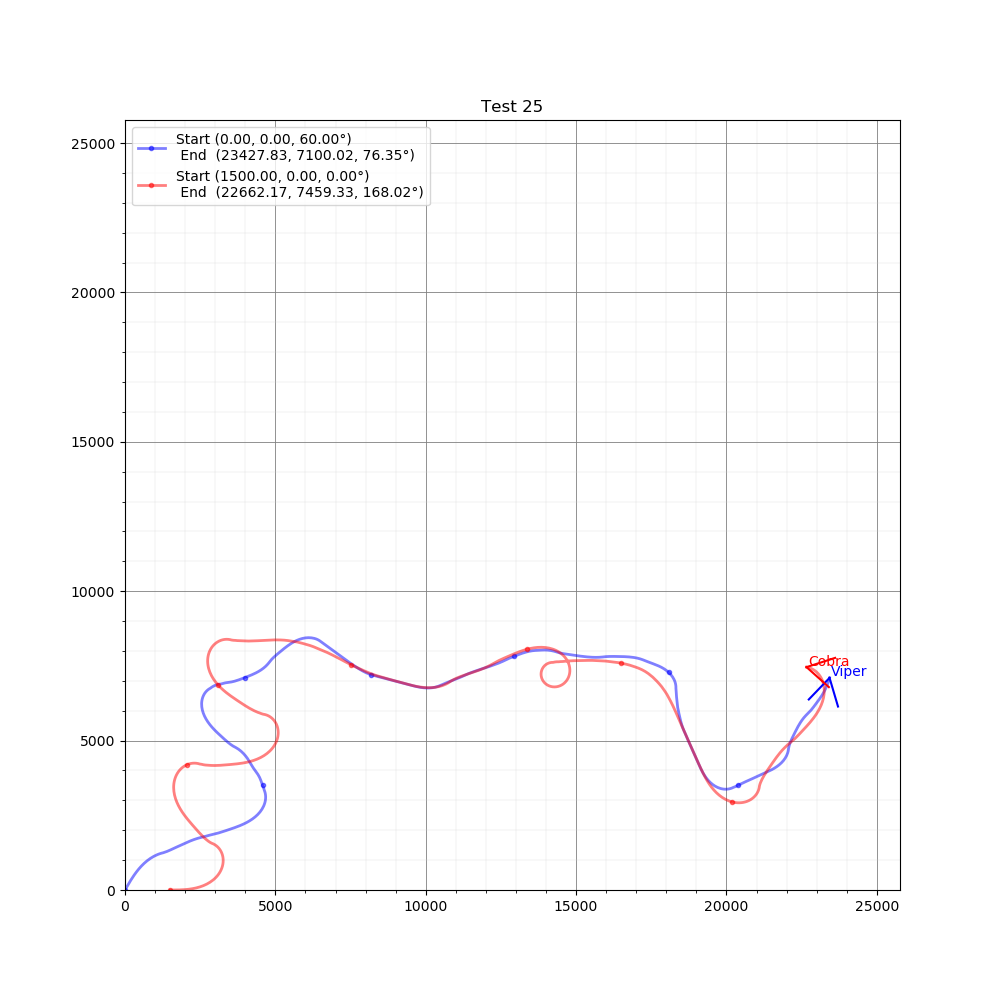 Test 25
Start (0.00, 0.00, 60.00°)
End (23427.83, 7100.02, 76.35°)
Start (1500.00, 0.00, 0.00°)
End (22662.17, 7459.33, 168.02°)
25000
20000
15000
10000
5000
0
Cobra
Viper
0 5000 10000 15000 20000 25000